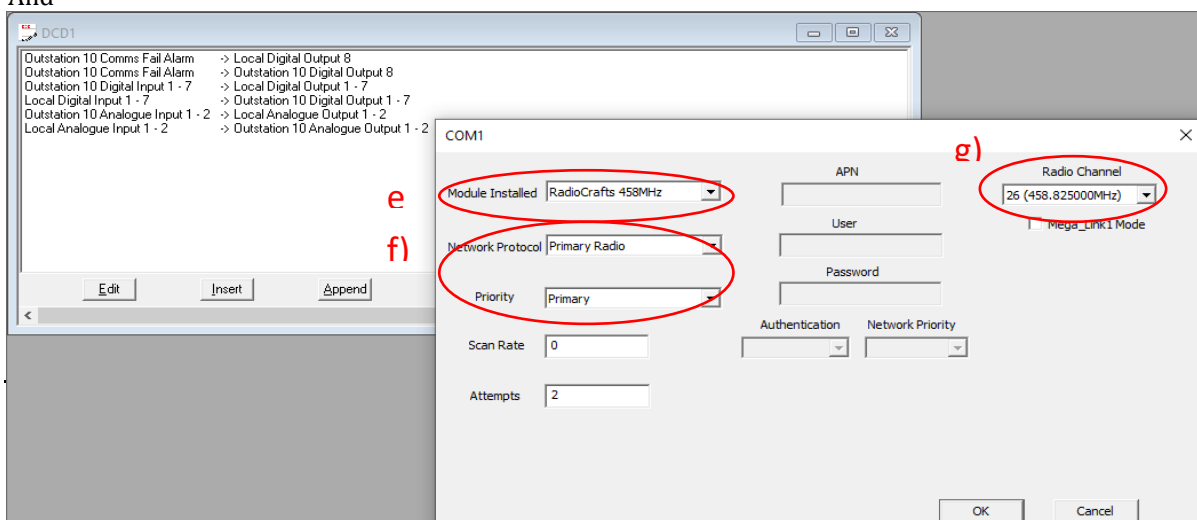 And
DCD1
Outstation 10 Comms Fail Alarm -> Local Digital Output 8
Outstation 10 Comms Fail Alarm -> Outstation 10 Digital Output 8
Outstation 10 Digital Input 1 - 7 -> Local Digital Output 1 - 7
Local Digital Input 1 - 7 -> Outstation 10 Digital Output 1 - 7
Outstation 10 Analogue Input 1 - 2 -> Local Analogue Output 1 - 2
Local Analogue Input 1 - 2 -> Outstation 10 Analogue Output 1 - 2
Edit Insert Append
COM1
g)
APN
Radio Channel
e
Module Installed RadioCrafts 458MHz
26 (458.825000MHz)
User
Mega_Link1 Mode
f)
Network Protocol Primary Radio
Password
Priority Primary
Authentication Network Priority
Scan Rate 0
Attempts 2
OK Cancel